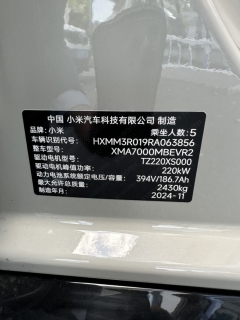 中国 小米汽车科技有限公司 制造
品牌：小米 乘坐人数：5
车辆识别代号： HXMM3R019RA063856
整车型号： XMA7000MBEVR2
驱动电机型号： TZ220XS000
驱动电机峰值功率： 220kW
动力电池系统额定电压/容量： 394V/186.7Ah
最大允许总质量： 2430kg
制造年月： 2024-11